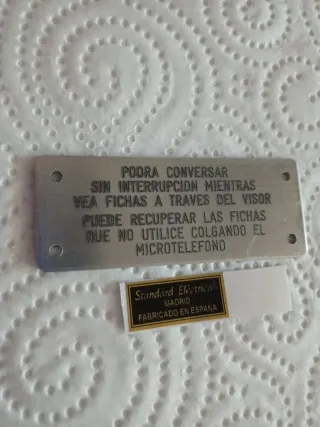 PODRA CONVERSAR
SIN INTERRUPCION MIENTRAS
VEA FICHAS A TRAVES DEL VISOR
PUEDE RECUPERAR LAS FICHAS
QUE NO UTILICE COLGANDO EL
MICROTELEFONO
Standard Eléctrica
MADRID
FABRICADO EN ESPAÑA